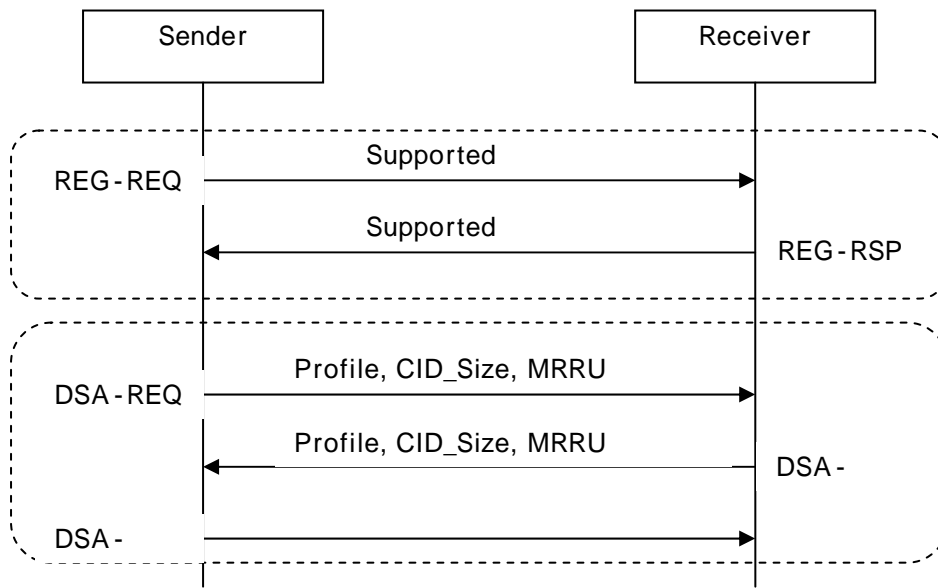 Sender
Receiver
Supported
REG-REQ
Supported
REG-RSP
Profile, CID_Size, MRRU
DSA-REQ
Profile, CID_Size, MRRU
DSA-
DSA-